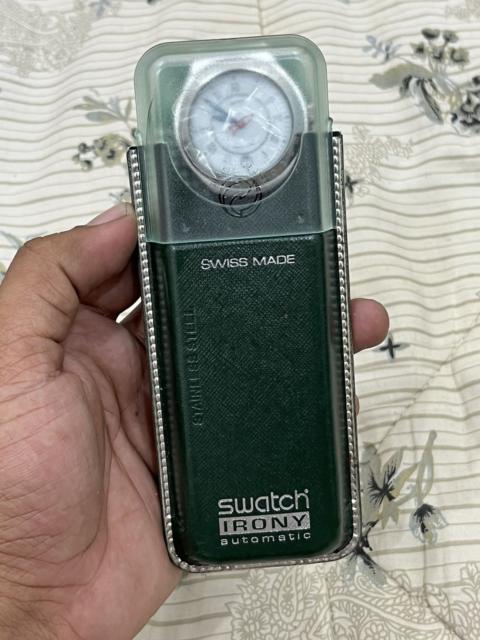 SWISS MADE
STAINLESS STEEL
swatch
IRONY
automatic